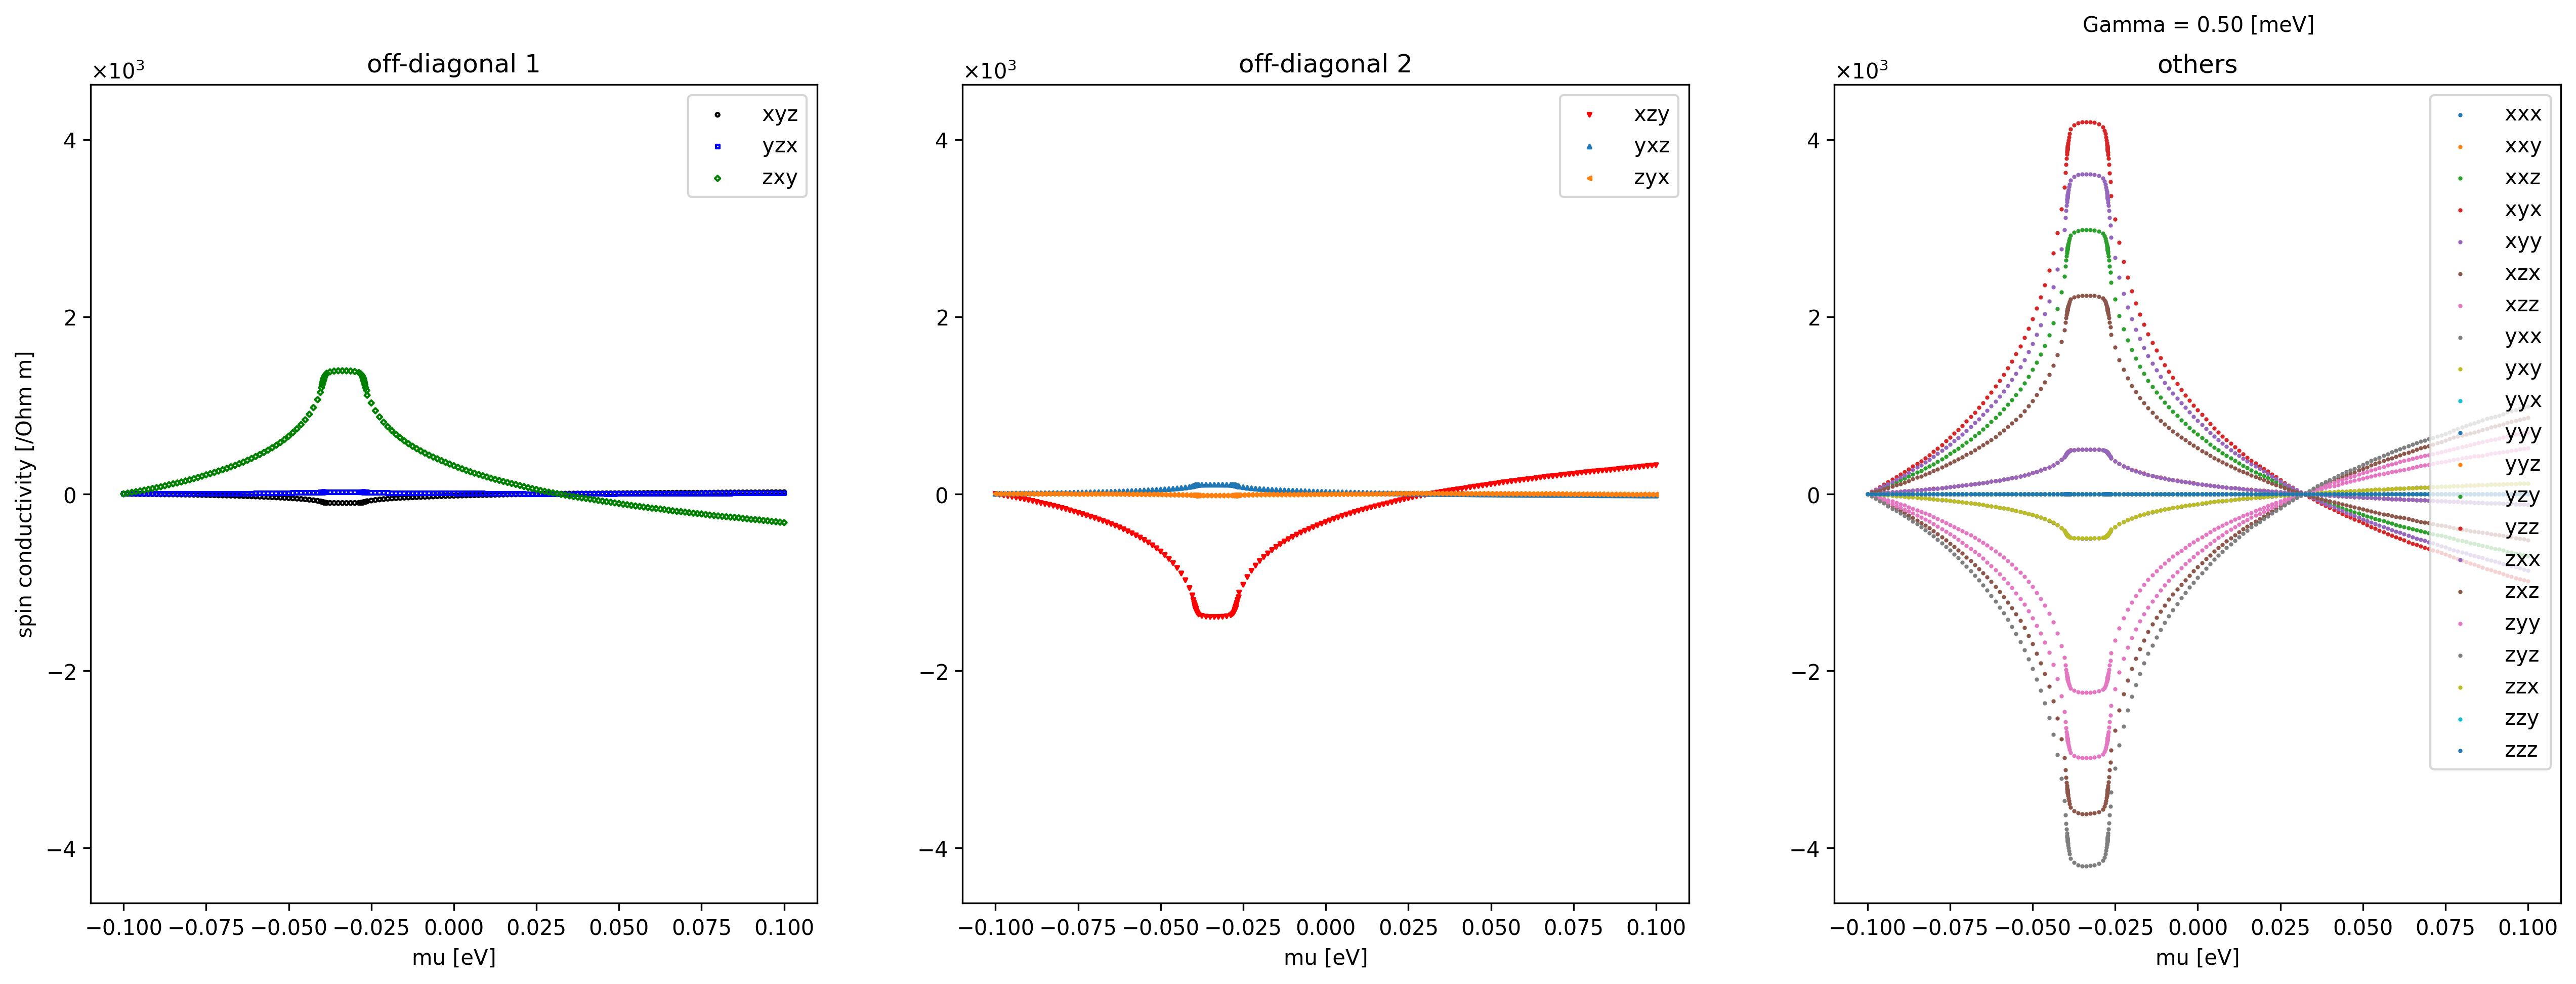 Gamma = 0.50 [meV]
off-diagonal 1
off-diagonal 2
others
×10³
×10³
×10³
spin conductivity [/Ohm m]
4
2
0
−2
−4
xyz
yzx
zxy
−0.100 −0.075 −0.050 −0.025 0.000 0.025 0.050 0.075 0.100
mu [eV]
4
2
0
−2
−4
xzy
yxz
zyx
−0.100 −0.075 −0.050 −0.025 0.000 0.025 0.050 0.075 0.100
mu [eV]
4
2
0
−2
−4
xxx
xxy
xxz
xyx
xyy
xzx
xzz
yxx
yxy
yyx
yyy
yyz
yzy
yzz
zxx
zxz
zyy
zyz
zzx
zzy
zzz
−0.100 −0.075 −0.050 −0.025 0.000 0.025 0.050 0.075 0.100
mu [eV]